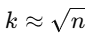 k ≈ √n